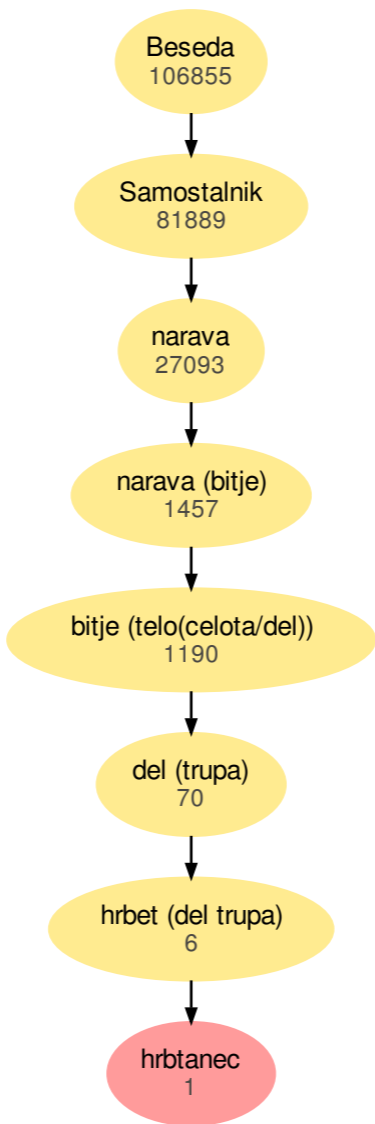 Beseda
106855
Samostalnik
81889
narava
27093
narava (bitje)
1457
bitje (telo(celota/del))
1190
del (trupa)
70
hrbet (del trupa)
6
hrbtanec
1